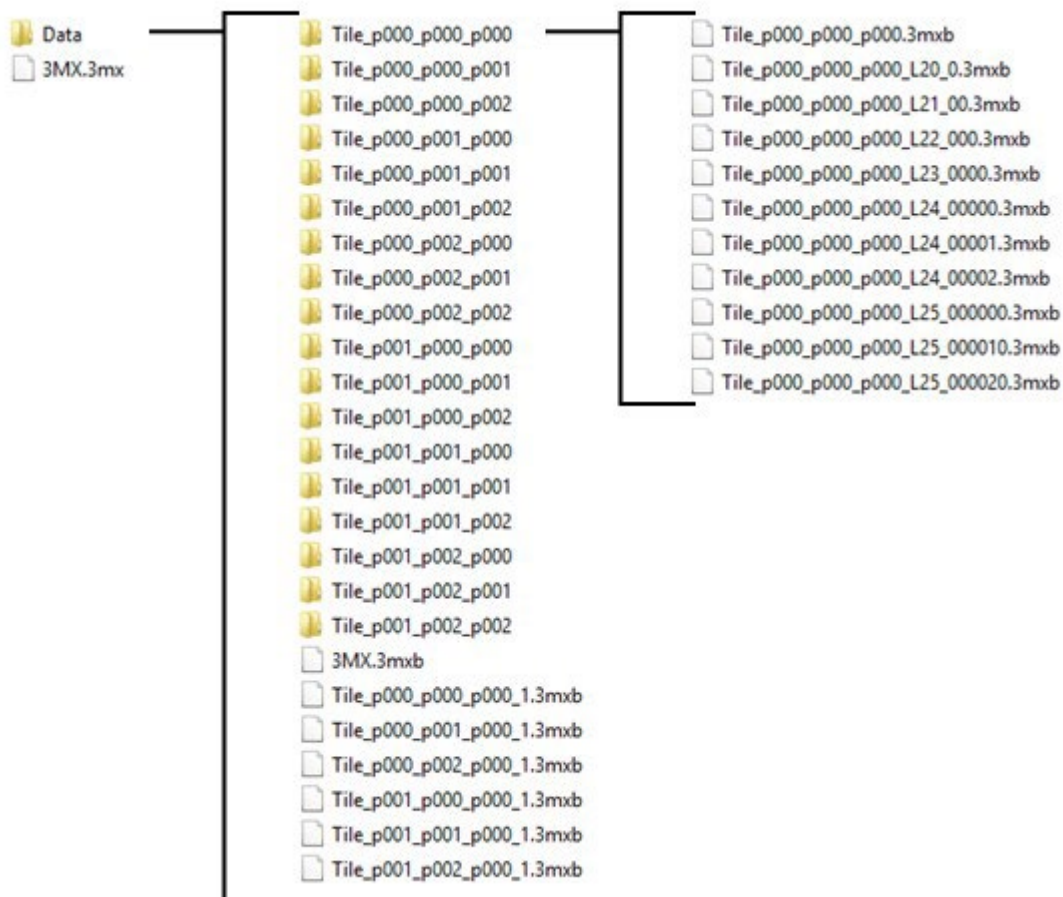 Data
3MX.3mx
Tile_p000_p000_p000
Tile_p000_p000_p001
Tile_p000_p000_p002
Tile_p000_p001_p000
Tile_p000_p001_p001
Tile_p000_p001_p002
Tile_p000_p002_p000
Tile_p000_p002_p001
Tile_p000_p002_p002
Tile_p001_p000_p000
Tile_p001_p000_p001
Tile_p001_p000_p002
Tile_p001_p001_p000
Tile_p001_p001_p001
Tile_p001_p001_p002
Tile_p001_p002_p000
Tile_p001_p002_p001
Tile_p001_p002_p002
3MX.3mxb
Tile_p000_p000_p000_1.3mxb
Tile_p000_p001_p000_1.3mxb
Tile_p000_p002_p000_1.3mxb
Tile_p001_p000_p000_1.3mxb
Tile_p001_p001_p000_1.3mxb
Tile_p001_p002_p000_1.3mxb
Tile_p000_p000_p000.3mxb
Tile_p000_p000_p000_L20_0.3mxb
Tile_p000_p000_p000_L21_00.3mxb
Tile_p000_p000_p000_L22_000.3mxb
Tile_p000_p000_p000_L23_0000.3mxb
Tile_p000_p000_p000_L24_00000.3mxb
Tile_p000_p000_p000_L24_00001.3mxb
Tile_p000_p000_p000_L24_00002.3mxb
Tile_p000_p000_p000_L25_000000.3mxb
Tile_p000_p000_p000_L25_000010.3mxb
Tile_p000_p000_p000_L25_000020.3mxb